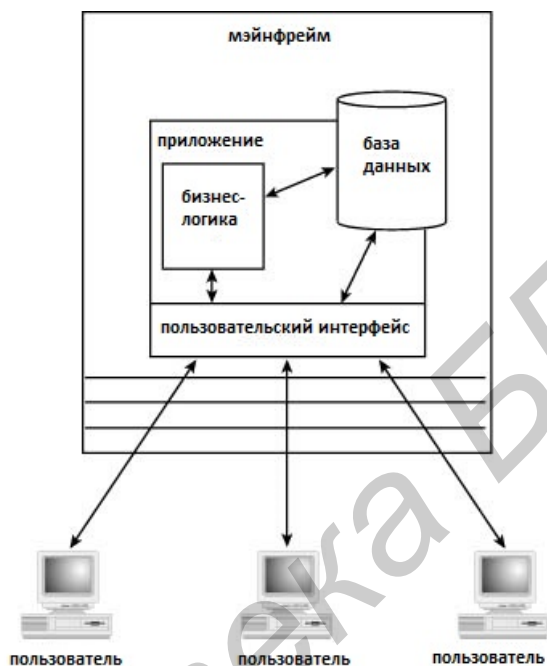 мэйнфрейм
приложение
база
данных
бизнес-
логика
пользовательский интерфейс
пользователь
пользователь
пользователь